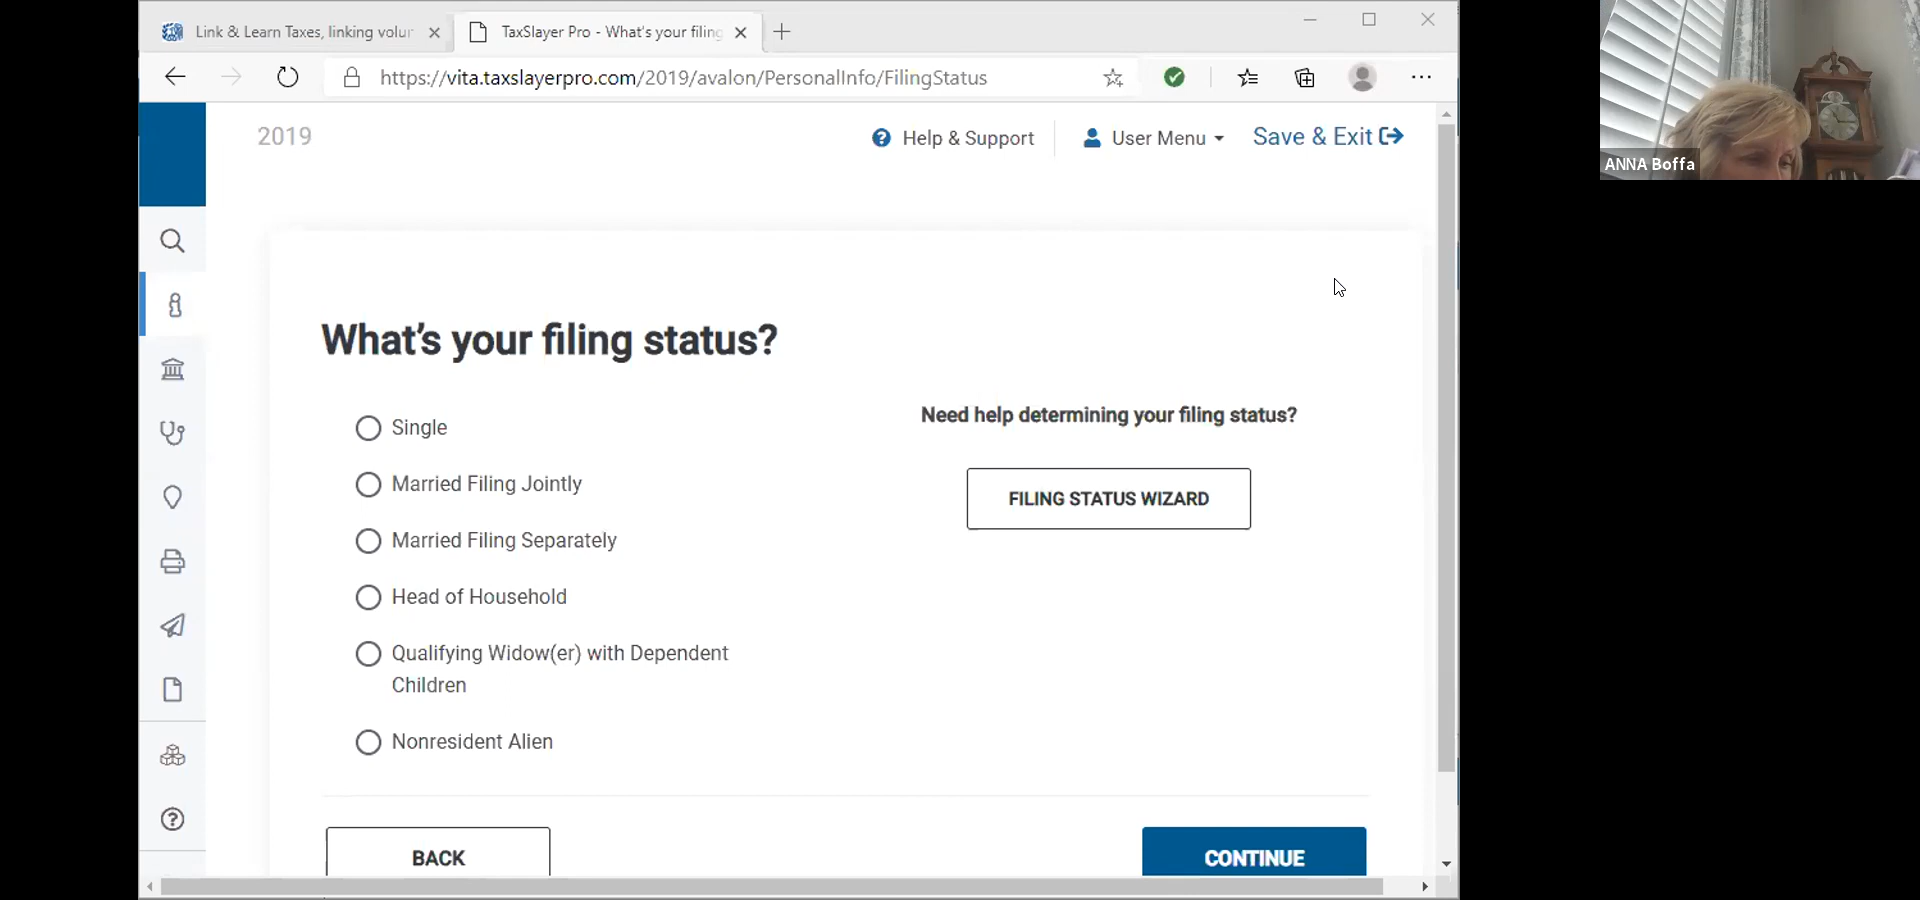 Link & Learn Taxes, linking volur
TaxSlayer Pro - What's your filing
https://vita.taxslayerpro.com/2019/avalon/PersonalInfo/FilingStatus
2019
Help & Support
User Menu
Save & Exit
ANNA Boffa
What's your filing status?
Single
Married Filing Jointly
Married Filing Separately
Head of Household
Qualifying Widow(er) with Dependent
Children
Nonresident Alien
Need help determining your filing status?
FILING STATUS WIZARD
BACK
CONTINUE